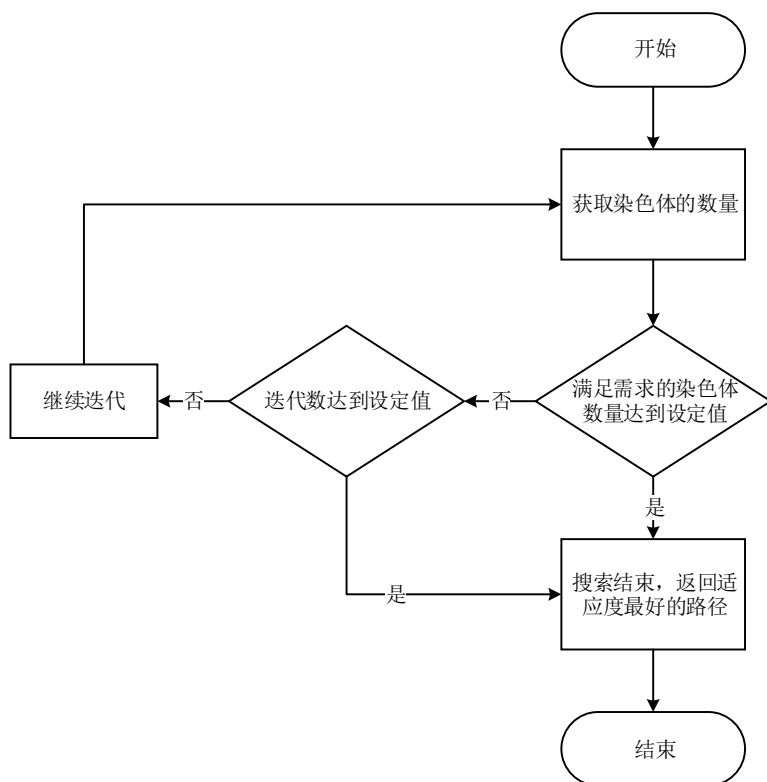 开始
获取染色体的数量
满足需求的染色体
数量达到设定值
否
迭代数达到设定值
否
继续迭代
是
是
搜索结束，返回适
应度最好的路径
结束